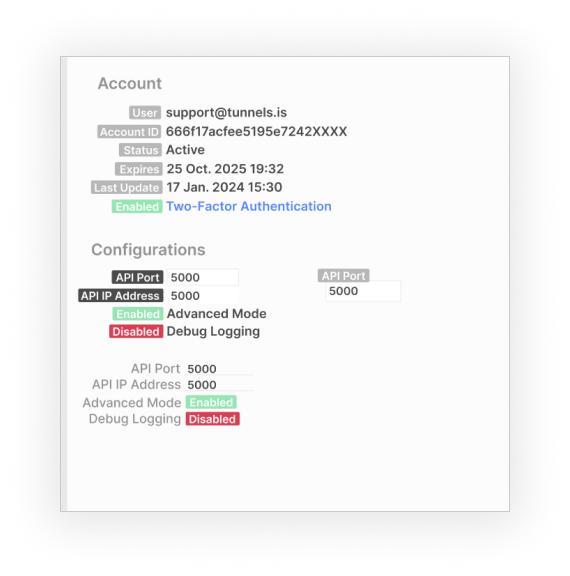 Account
User support@tunnels.is
Account ID 666f17acfee5195e7242XXXX
Status Active
Expires 25 Oct. 2025 19:32
Last Update 17 Jan. 2024 15:30
Enabled Two-Factor Authentication
Configurations
API Port 5000
API IP Address 5000
Enabled Advanced Mode
Disabled Debug Logging
API Port
5000
API Port 5000
API IP Address 5000
Advanced Mode Enabled
Debug Logging Disabled